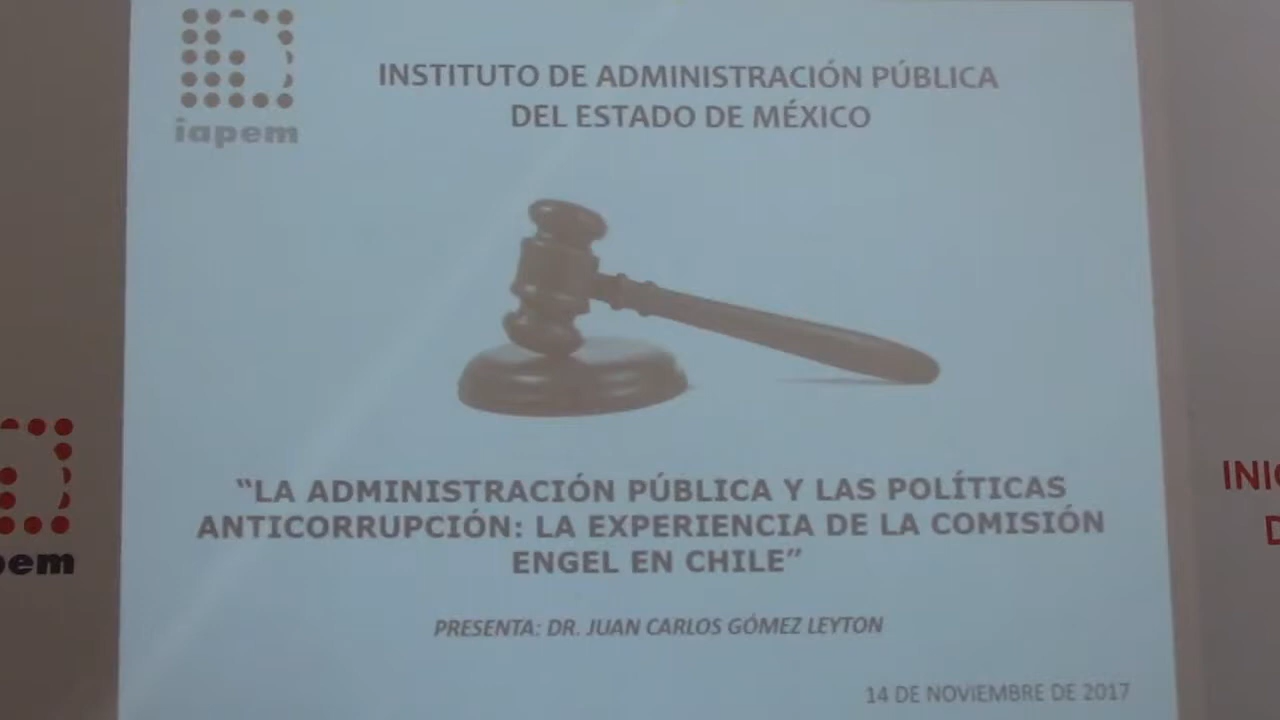 iapem
INSTITUTO DE ADMINISTRACIÓN PÚBLICA
DEL ESTADO DE MÉXICO
“LA ADMINISTRACIÓN PÚBLICA Y LAS POLÍTICAS
ANTICORRUPCIÓN: LA EXPERIENCIA DE LA COMISIÓN
ENGEL EN CHILE”
PRESENTA: DR. JUAN CARLOS GÓMEZ LEYTON
14 DE NOVIEMBRE DE 2017